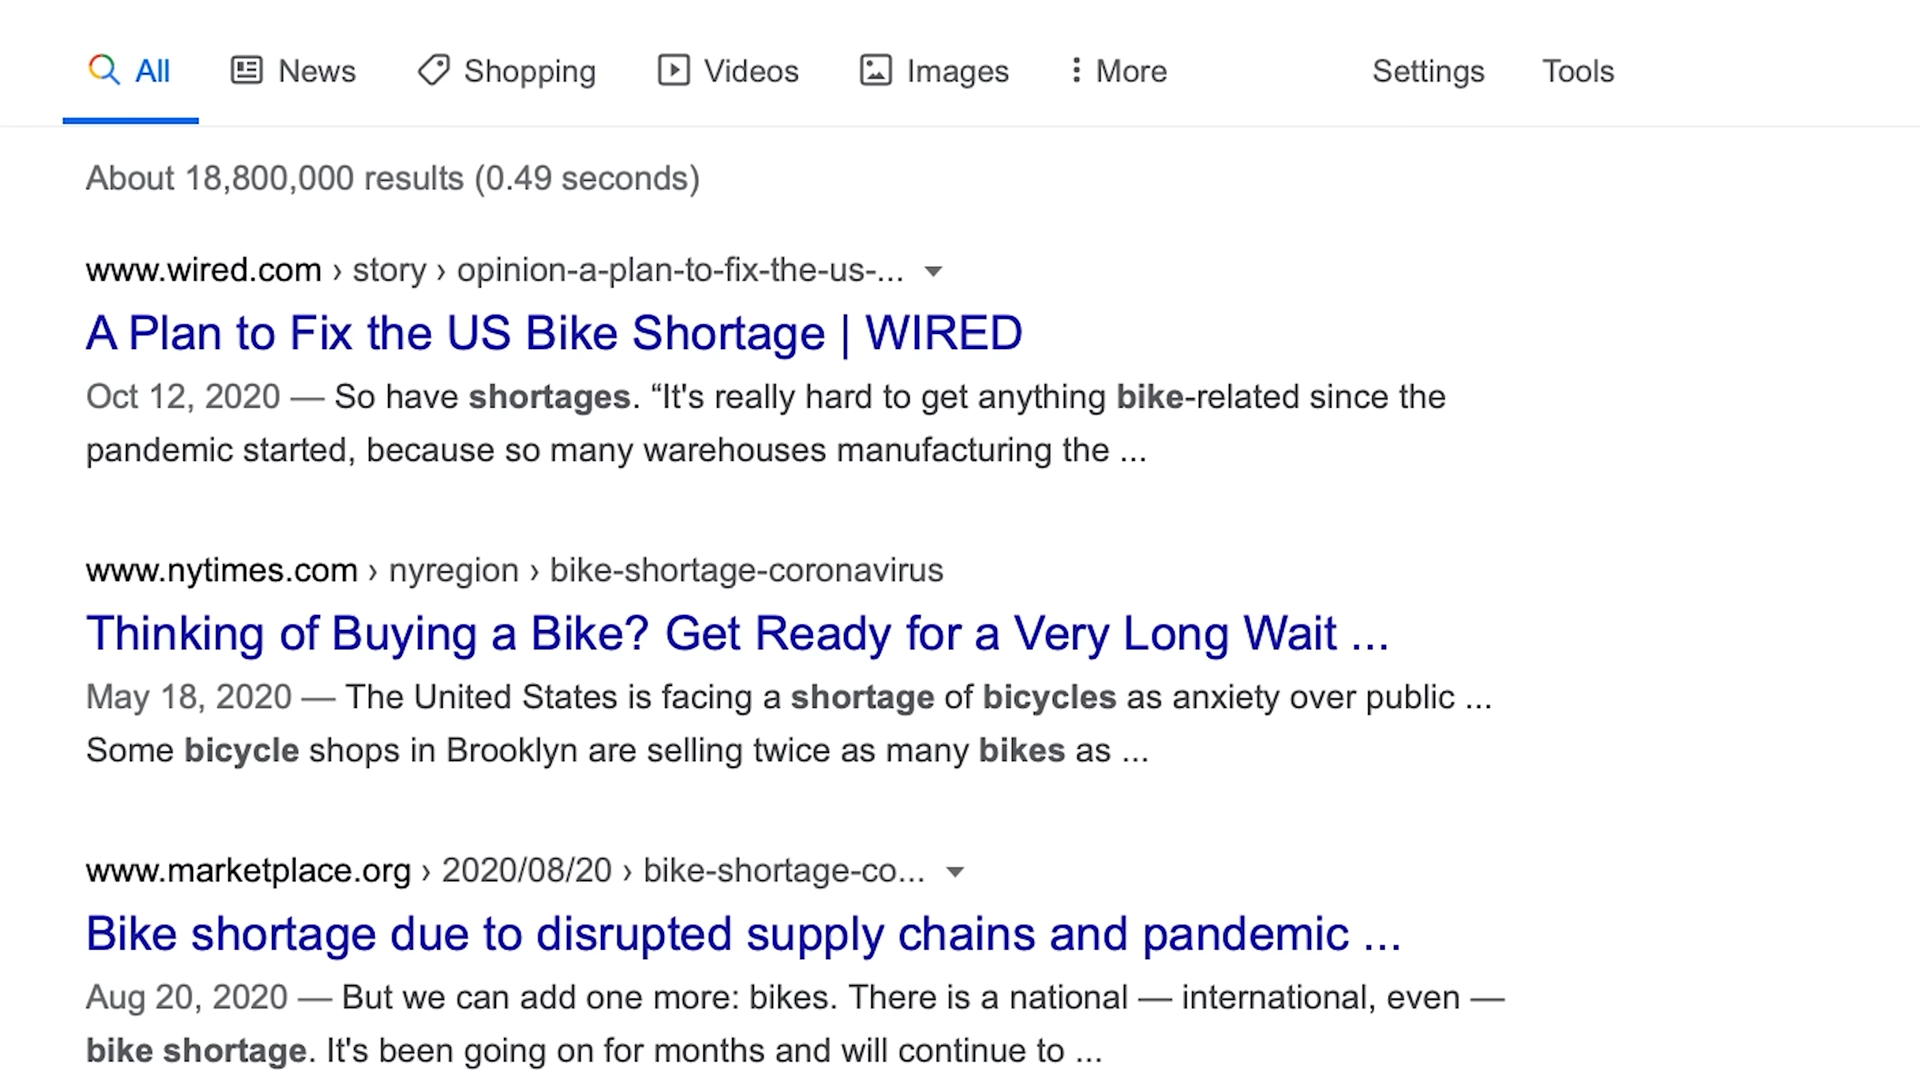 All News Shopping Videos Images More Settings Tools
About 18,800,000 results (0.49 seconds)
www.wired.com › story › opinion-a-plan-to-fix-the-us-...
A Plan to Fix the US Bike Shortage | WIRED
Oct 12, 2020 — So have shortages. “It's really hard to get anything bike-related since the
pandemic started, because so many warehouses manufacturing the ...
www.nytimes.com › nyregion › bike-shortage-coronavirus
Thinking of Buying a Bike? Get Ready for a Very Long Wait ...
May 18, 2020 — The United States is facing a shortage of bicycles as anxiety over public ...
Some bicycle shops in Brooklyn are selling twice as many bikes as ...
www.marketplace.org › 2020/08/20 › bike-shortage-co...
Bike shortage due to disrupted supply chains and pandemic ...
Aug 20, 2020 — But we can add one more: bikes. There is a national — international, even —
bike shortage. It's been going on for months and will continue to ...